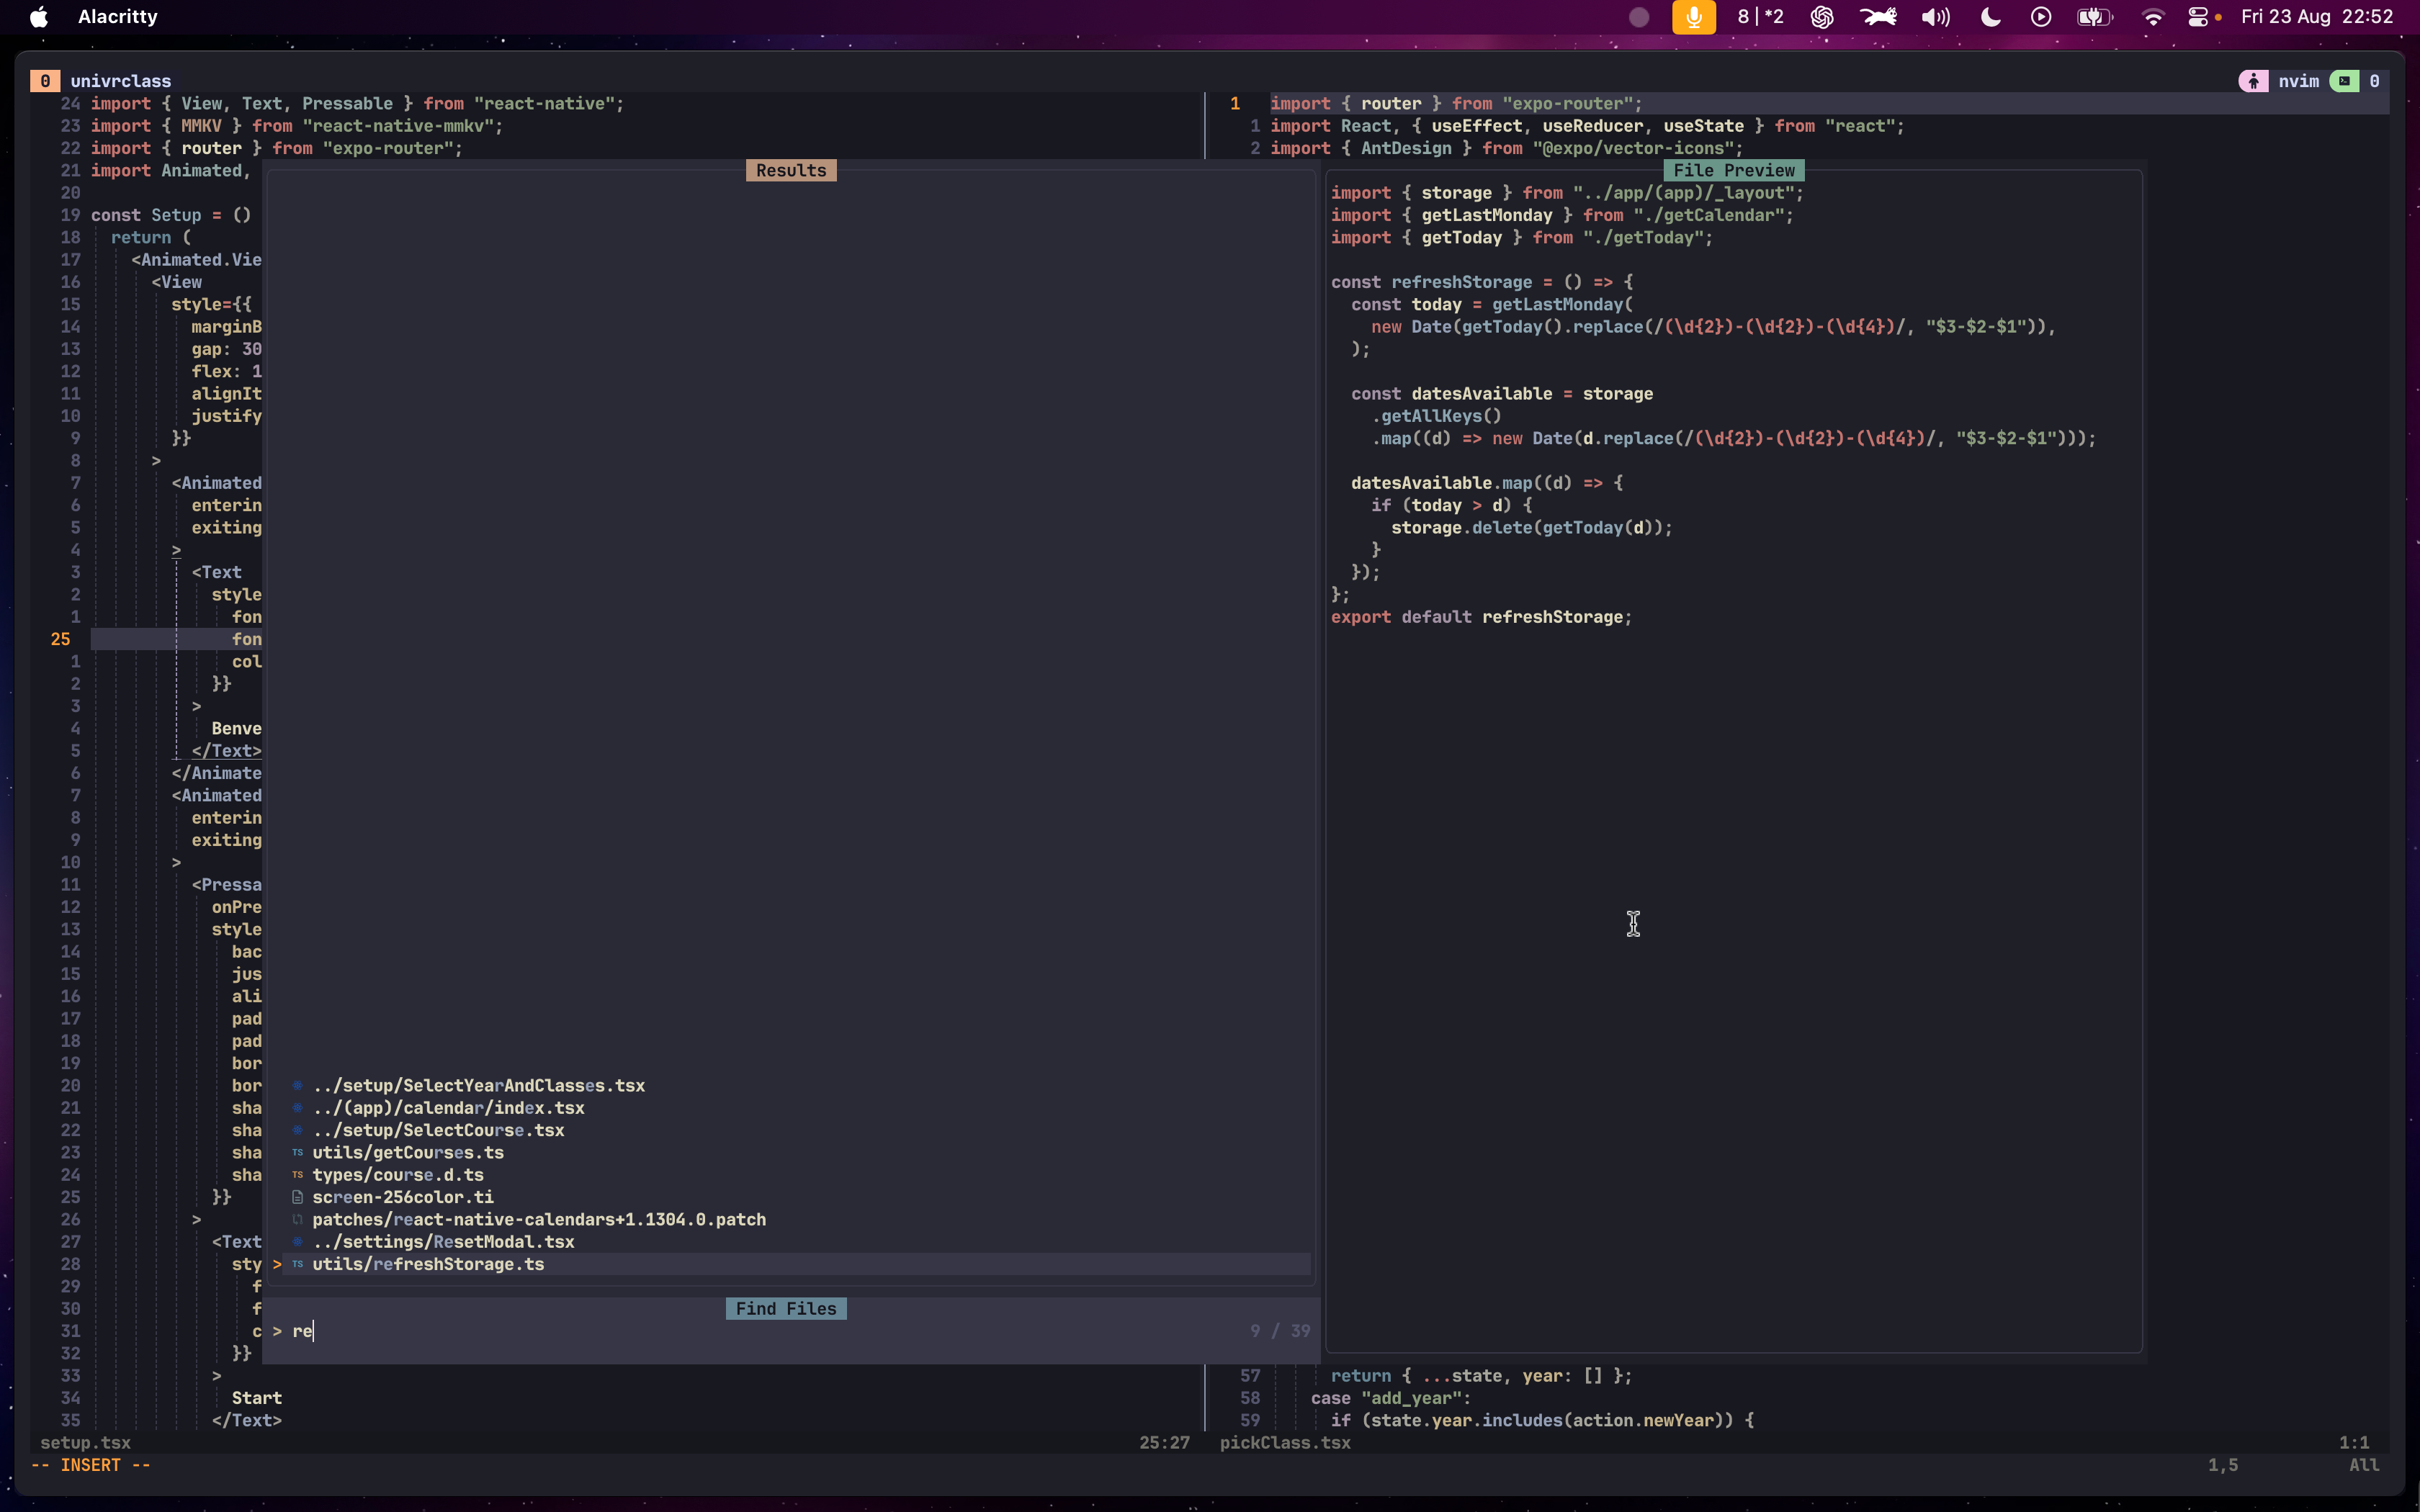 Alacritty
8 | *2
Fri 23 Aug 22:52
0 univrclass
nvim
0
24 import { View, Text, Pressable } from "react-native";
23 import { MMKV } from "react-native-mmkv";
22 import { router } from "expo-router";
21 import Animated,
20
19 const Setup = ()
18 return (
17 <Animated.Vie
16 <View
15 style={{
14 marginB
13 gap: 30
12 flex: 1
11 alignIt
10 justify
9 }}
8 >
7 <Animated
6 enterin
5 exiting
4 >
3 <Text
2 style
1 fon
25 fon
1 col
2 }}
3 >
4 Benve
5 </Text>
6 </Animate
7 <Animated
8 enterin
9 exiting
10 >
11 <Pressa
12 onPre
13 style
14 bac
15 jus
16 ali
17 pad
18 pad
19 bor
20 bor
21 sha
22 sha
23 sha
24 sha
25 }}
26 >
27 <Text
28 sty
29 f
30 f
31 c
32 }}
33 >
34 Start
35 </Text>
setup.tsx 25:27
Results
../setup/SelectYearAndClasses.tsx
../(app)/calendar/index.tsx
../setup/SelectCourse.tsx
TS utils/getCourses.ts
TS types/course.d.ts
screen-256color.ti
patches/react-native-calendars+1.1304.0.patch
../settings/ResetModal.tsx
> TS utils/refreshStorage.ts
Find Files
> re
9 / 39
1 import { router } from "expo-router";
1 import React, { useEffect, useReducer, useState } from "react";
2 import { AntDesign } from "@expo/vector-icons";
File Preview
import { storage } from "../app/(app)/_layout";
import { getLastMonday } from "./getCalendar";
import { getToday } from "./getToday";
const refreshStorage = () => {
const today = getLastMonday(
new Date(getToday().replace(/(\d{2})-(\d{2})-(\d{4})/, "$3-$2-$1")),
);
const datesAvailable = storage
.getAllKeys()
.map((d) => new Date(d.replace(/(\d{2})-(\d{2})-(\d{4})/, "$3-$2-$1")));
datesAvailable.map((d) => {
if (today > d) {
storage.delete(getToday(d));
}
});
};
export default refreshStorage;
57 return { ...state, year: [] };
58 case "add_year":
59 if (state.year.includes(action.newYear)) {
pickClass.tsx 1:1
-- INSERT --
1,5 All